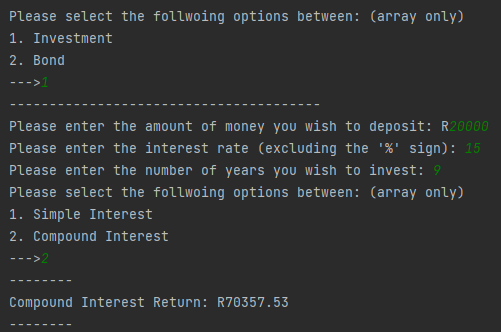 Please select the follwoing options between: (array only)
1. Investment
2. Bond
--->1
---------------------------------------
Please enter the amount of money you wish to deposit: R20000
Please enter the interest rate (excluding the '%' sign): 15
Please enter the number of years you wish to invest: 9
Please select the follwoing options between: (array only)
1. Simple Interest
2. Compound Interest
--->2
--------
Compound Interest Return: R70357.53
--------